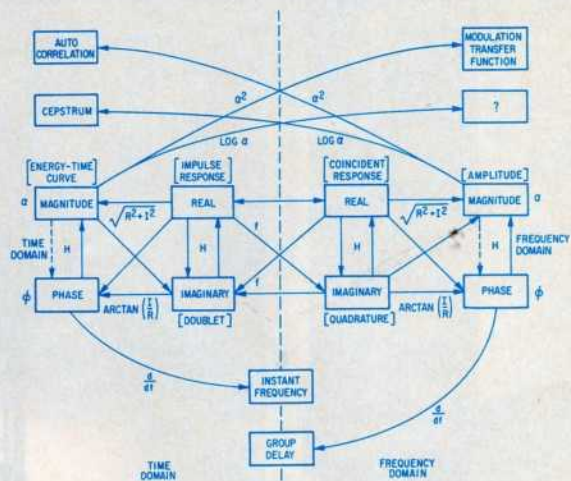 AUTO
CORRELATION
MODULATION
TRANSFER
FUNCTION
α²
α²
CEPSTRUM
?
LOG α
LOG α
[ENERGY-TIME
CURVE]
[IMPULSE
RESPONSE]
[COINCIDENT
RESPONSE]
[AMPLITUDE]
α
MAGNITUDE
REAL
REAL
MAGNITUDE
α
√R²+I²
√R²+I²
TIME
DOMAIN
H
H
f
H
H
FREQUENCY
DOMAIN
f
ϕ
PHASE
IMAGINARY
IMAGINARY
PHASE
ϕ
ARCTAN (I/R)
ARCTAN (I/R)
[DOUBLET]
[QUADRATURE]
d/dt
INSTANT
FREQUENCY
d/df
GROUP
DELAY
TIME
DOMAIN
FREQUENCY
DOMAIN